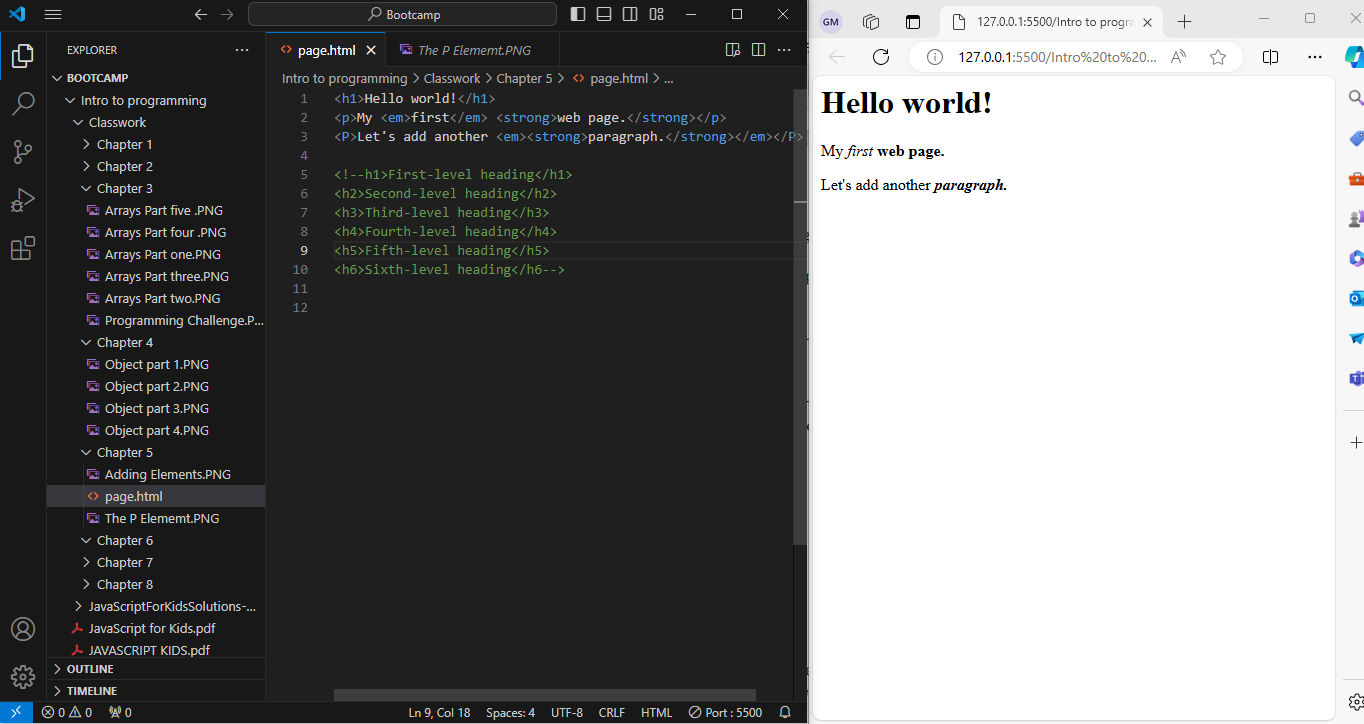 Bootcamp
EXPLORER
BOOTCAMP
Intro to programming
Classwork
Chapter 1
Chapter 2
Chapter 3
Arrays Part five .PNG
Arrays Part four .PNG
Arrays Part one.PNG
Arrays Part three.PNG
Arrays Part two.PNG
Programming Challenge.P...
Chapter 4
Object part 1.PNG
Object part 2.PNG
Object part 3.PNG
Object part 4.PNG
Chapter 5
Adding Elements.PNG
page.html
The P Elememt.PNG
Chapter 6
Chapter 7
Chapter 8
JavaScriptForKidsSolutions-...
JavaScript for Kids.pdf
JAVASCRIPT KIDS.pdf
OUTLINE
TIMELINE
page.html The P Elememt.PNG
Intro to programming > Classwork > Chapter 5 > page.html > ...
1 <h1>Hello world!</h1>
2 <p>My <em>first</em> <strong>web page.</strong></p>
3 <P>Let's add another <em><strong>paragraph.</strong></em></P>
4
5 <!--h1>First-level heading</h1>
6 <h2>Second-level heading</h2>
7 <h3>Third-level heading</h3>
8 <h4>Fourth-level heading</h4>
9 <h5>Fifth-level heading</h5>
10 <h6>Sixth-level heading</h6-->
11
12
0 0 0 Ln 9, Col 18 Spaces: 4 UTF-8 CRLF HTML Port : 5500
GM 127.0.0.1:5500/Intro to progra
127.0.0.1:5500/Intro%20to%20...
Hello world!
My first web page.
Let's add another paragraph.